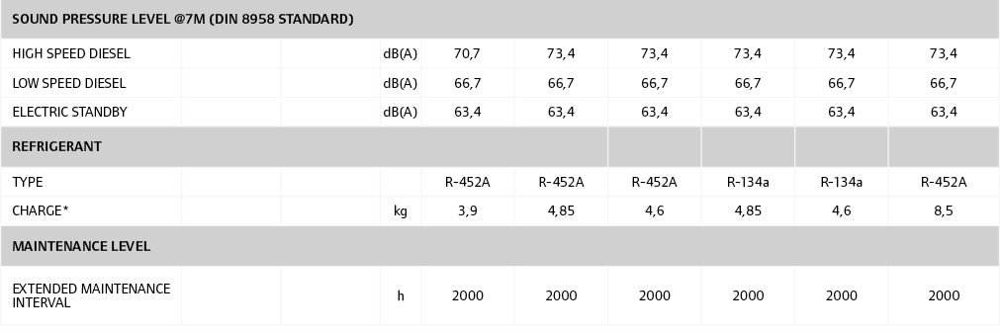 SOUND PRESSURE LEVEL @7M (DIN 8958 STANDARD)
HIGH SPEED DIESEL dB(A) 70,7 73,4 73,4 73,4 73,4 73,4
LOW SPEED DIESEL dB(A) 66,7 66,7 66,7 66,7 66,7 66,7
ELECTRIC STANDBY dB(A) 63,4 63,4 63,4 63,4 63,4 63,4
REFRIGERANT
TYPE R-452A R-452A R-452A R-134a R-134a R-452A
CHARGE* kg 3,9 4,85 4,6 4,85 4,6 8,5
MAINTENANCE LEVEL
EXTENDED MAINTENANCE
INTERVAL h 2000 2000 2000 2000 2000 2000